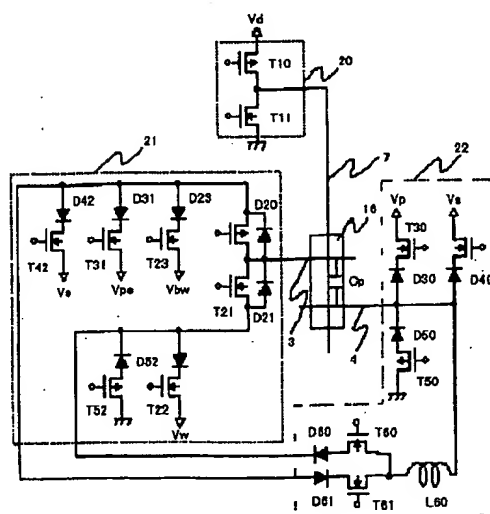 Vd
20
T10
T11
21
7
22
D42
D31
D23
D20
16
Vp
Vs
T30
T42
T31
T23
D30
D40
Cp
Vpe
Vbw
T21
D21
3
4
D50
T50
D52
T52
T22
Vw
D60
T60
D61
T61
L60